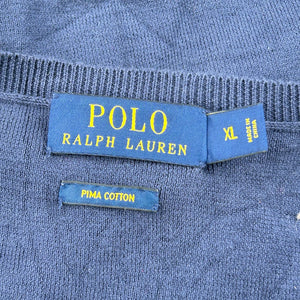 POLO
RALPH LAUREN
XL
MADE IN
CHINA
PIMA COTTON